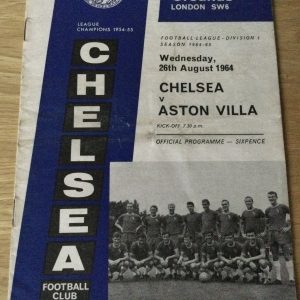 LONDON SW6
LEAGUE
CHAMPIONS 1954-55
FOOTBALL-LEAGUE-DIVISION I
SEASON 1964-65
Wednesday,
26th August 1964
CHELSEA
v
ASTON VILLA
KICK-OFF 7.30 p.m.
OFFICIAL PROGRAMME — SIXPENCE
CHELSEA
FOOTBALL
CLUB